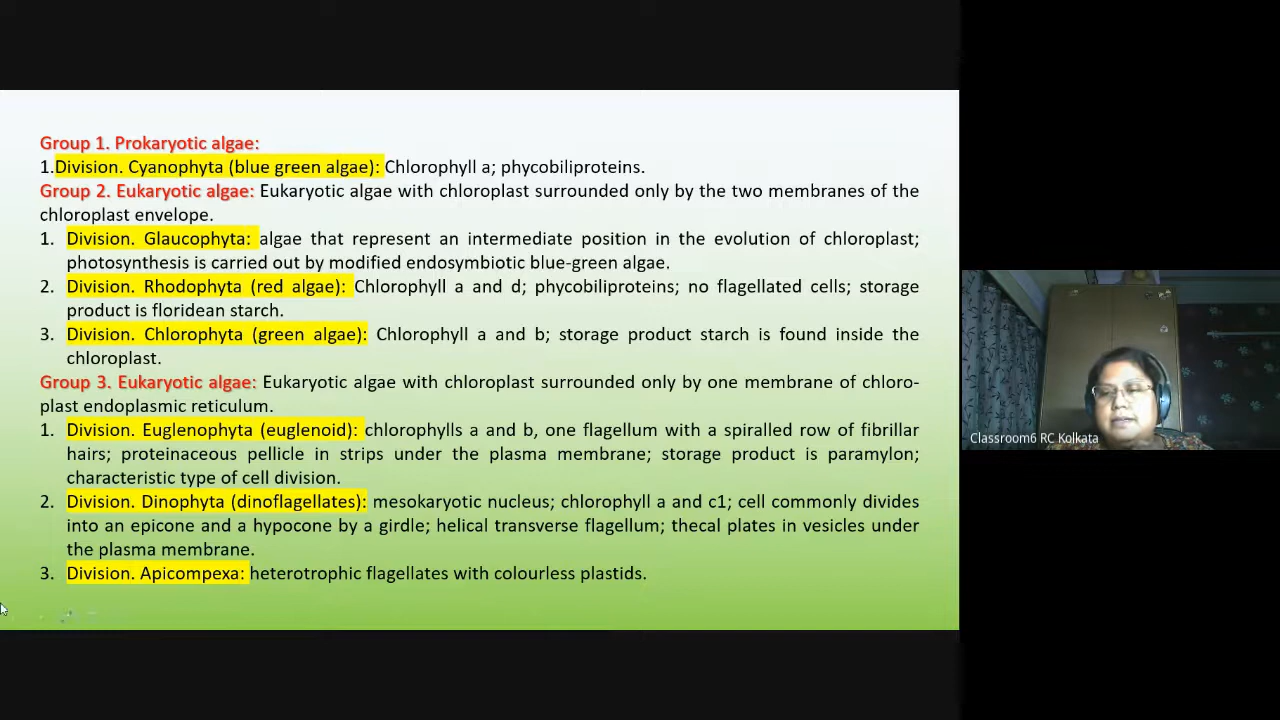 Group 1. Prokaryotic algae:
1.Division. Cyanophyta (blue green algae): Chlorophyll a; phycobiliproteins.
Group 2. Eukaryotic algae: Eukaryotic algae with chloroplast surrounded only by the two membranes of the
chloroplast envelope.
1. Division. Glaucophyta: algae that represent an intermediate position in the evolution of chloroplast;
photosynthesis is carried out by modified endosymbiotic blue-green algae.
2. Division. Rhodophyta (red algae): Chlorophyll a and d; phycobiliproteins; no flagellated cells; storage
product is floridean starch.
3. Division. Chlorophyta (green algae): Chlorophyll a and b; storage product starch is found inside the
chloroplast.
Group 3. Eukaryotic algae: Eukaryotic algae with chloroplast surrounded only by one membrane of chloro-
plast endoplasmic reticulum.
1. Division. Euglenophyta (euglenoid): chlorophylls a and b, one flagellum with a spiralled row of fibrillar
hairs; proteinaceous pellicle in strips under the plasma membrane; storage product is paramylon;
characteristic type of cell division.
2. Division. Dinophyta (dinoflagellates): mesokaryotic nucleus; chlorophyll a and c1; cell commonly divides
into an epicone and a hypocone by a girdle; helical transverse flagellum; thecal plates in vesicles under
the plasma membrane.
3. Division. Apicompexa: heterotrophic flagellates with colourless plastids.
Classroom6 RC Kolkata